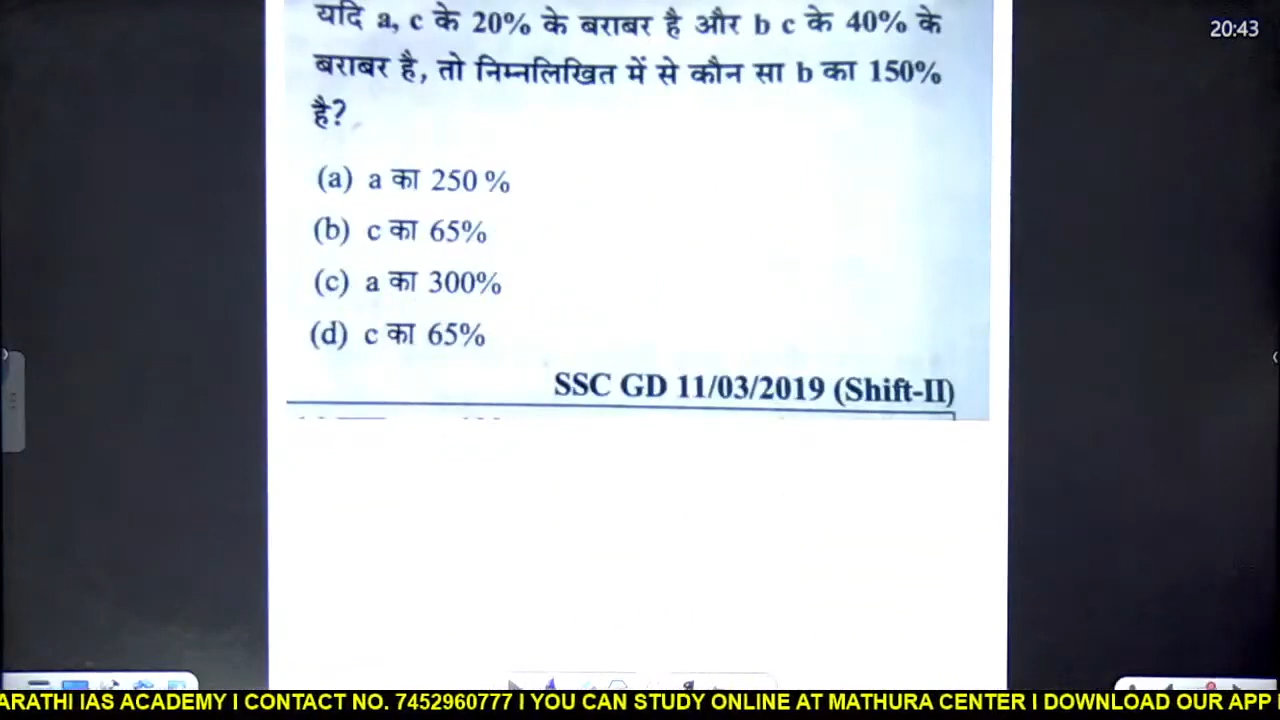 यदि a, c के 20% के बराबर है और b c के 40% के
20:43
बराबर है, तो निम्नलिखित में से कौन सा b का 150%
है?
(a) a का 250 %
(b) c का 65%
(c) a का 300%
(d) c का 65%
SSC GD 11/03/2019 (Shift-II)
ARATHI IAS ACADEMY I CONTACT NO. 7452960777 I YOU CAN STUDY ONLINE AT MATHURA CENTER I DOWNLOAD OUR APP